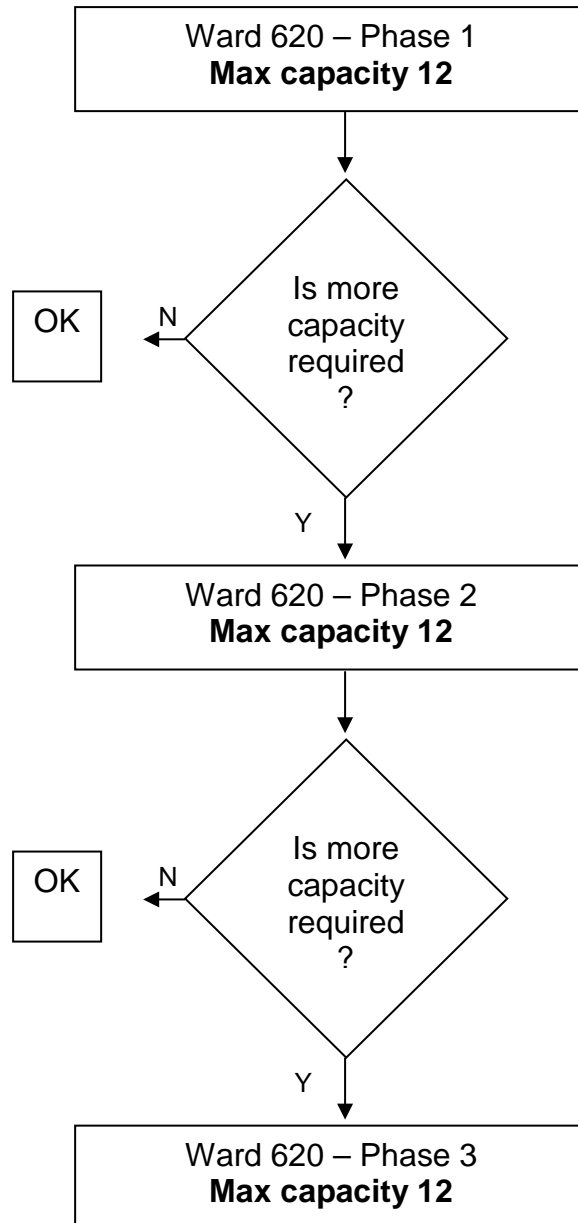 Ward 620 – Phase 1
Max capacity 12
Is more
capacity
required
?
N
OK
Y
Ward 620 – Phase 2
Max capacity 12
Is more
capacity
required
?
N
OK
Y
Ward 620 – Phase 3
Max capacity 12